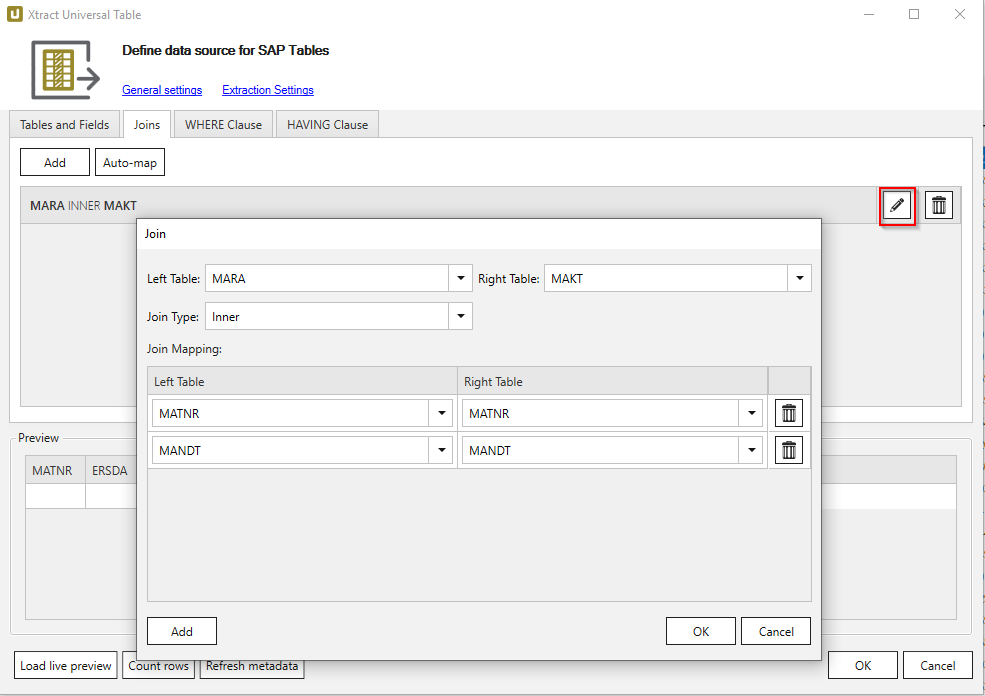 U Xtract Universal Table
Define data source for SAP Tables
General settings Extraction Settings
Tables and Fields Joins WHERE Clause HAVING Clause
Add Auto-map
MARA INNER MAKT
Join
Left Table: MARA Right Table: MAKT
Join Type: Inner
Join Mapping:
Left Table Right Table
MATNR MATNR
MANDT MANDT
Preview
MATNR ERSDA
Add OK Cancel
Load live preview Count rows Refresh metadata OK Cancel